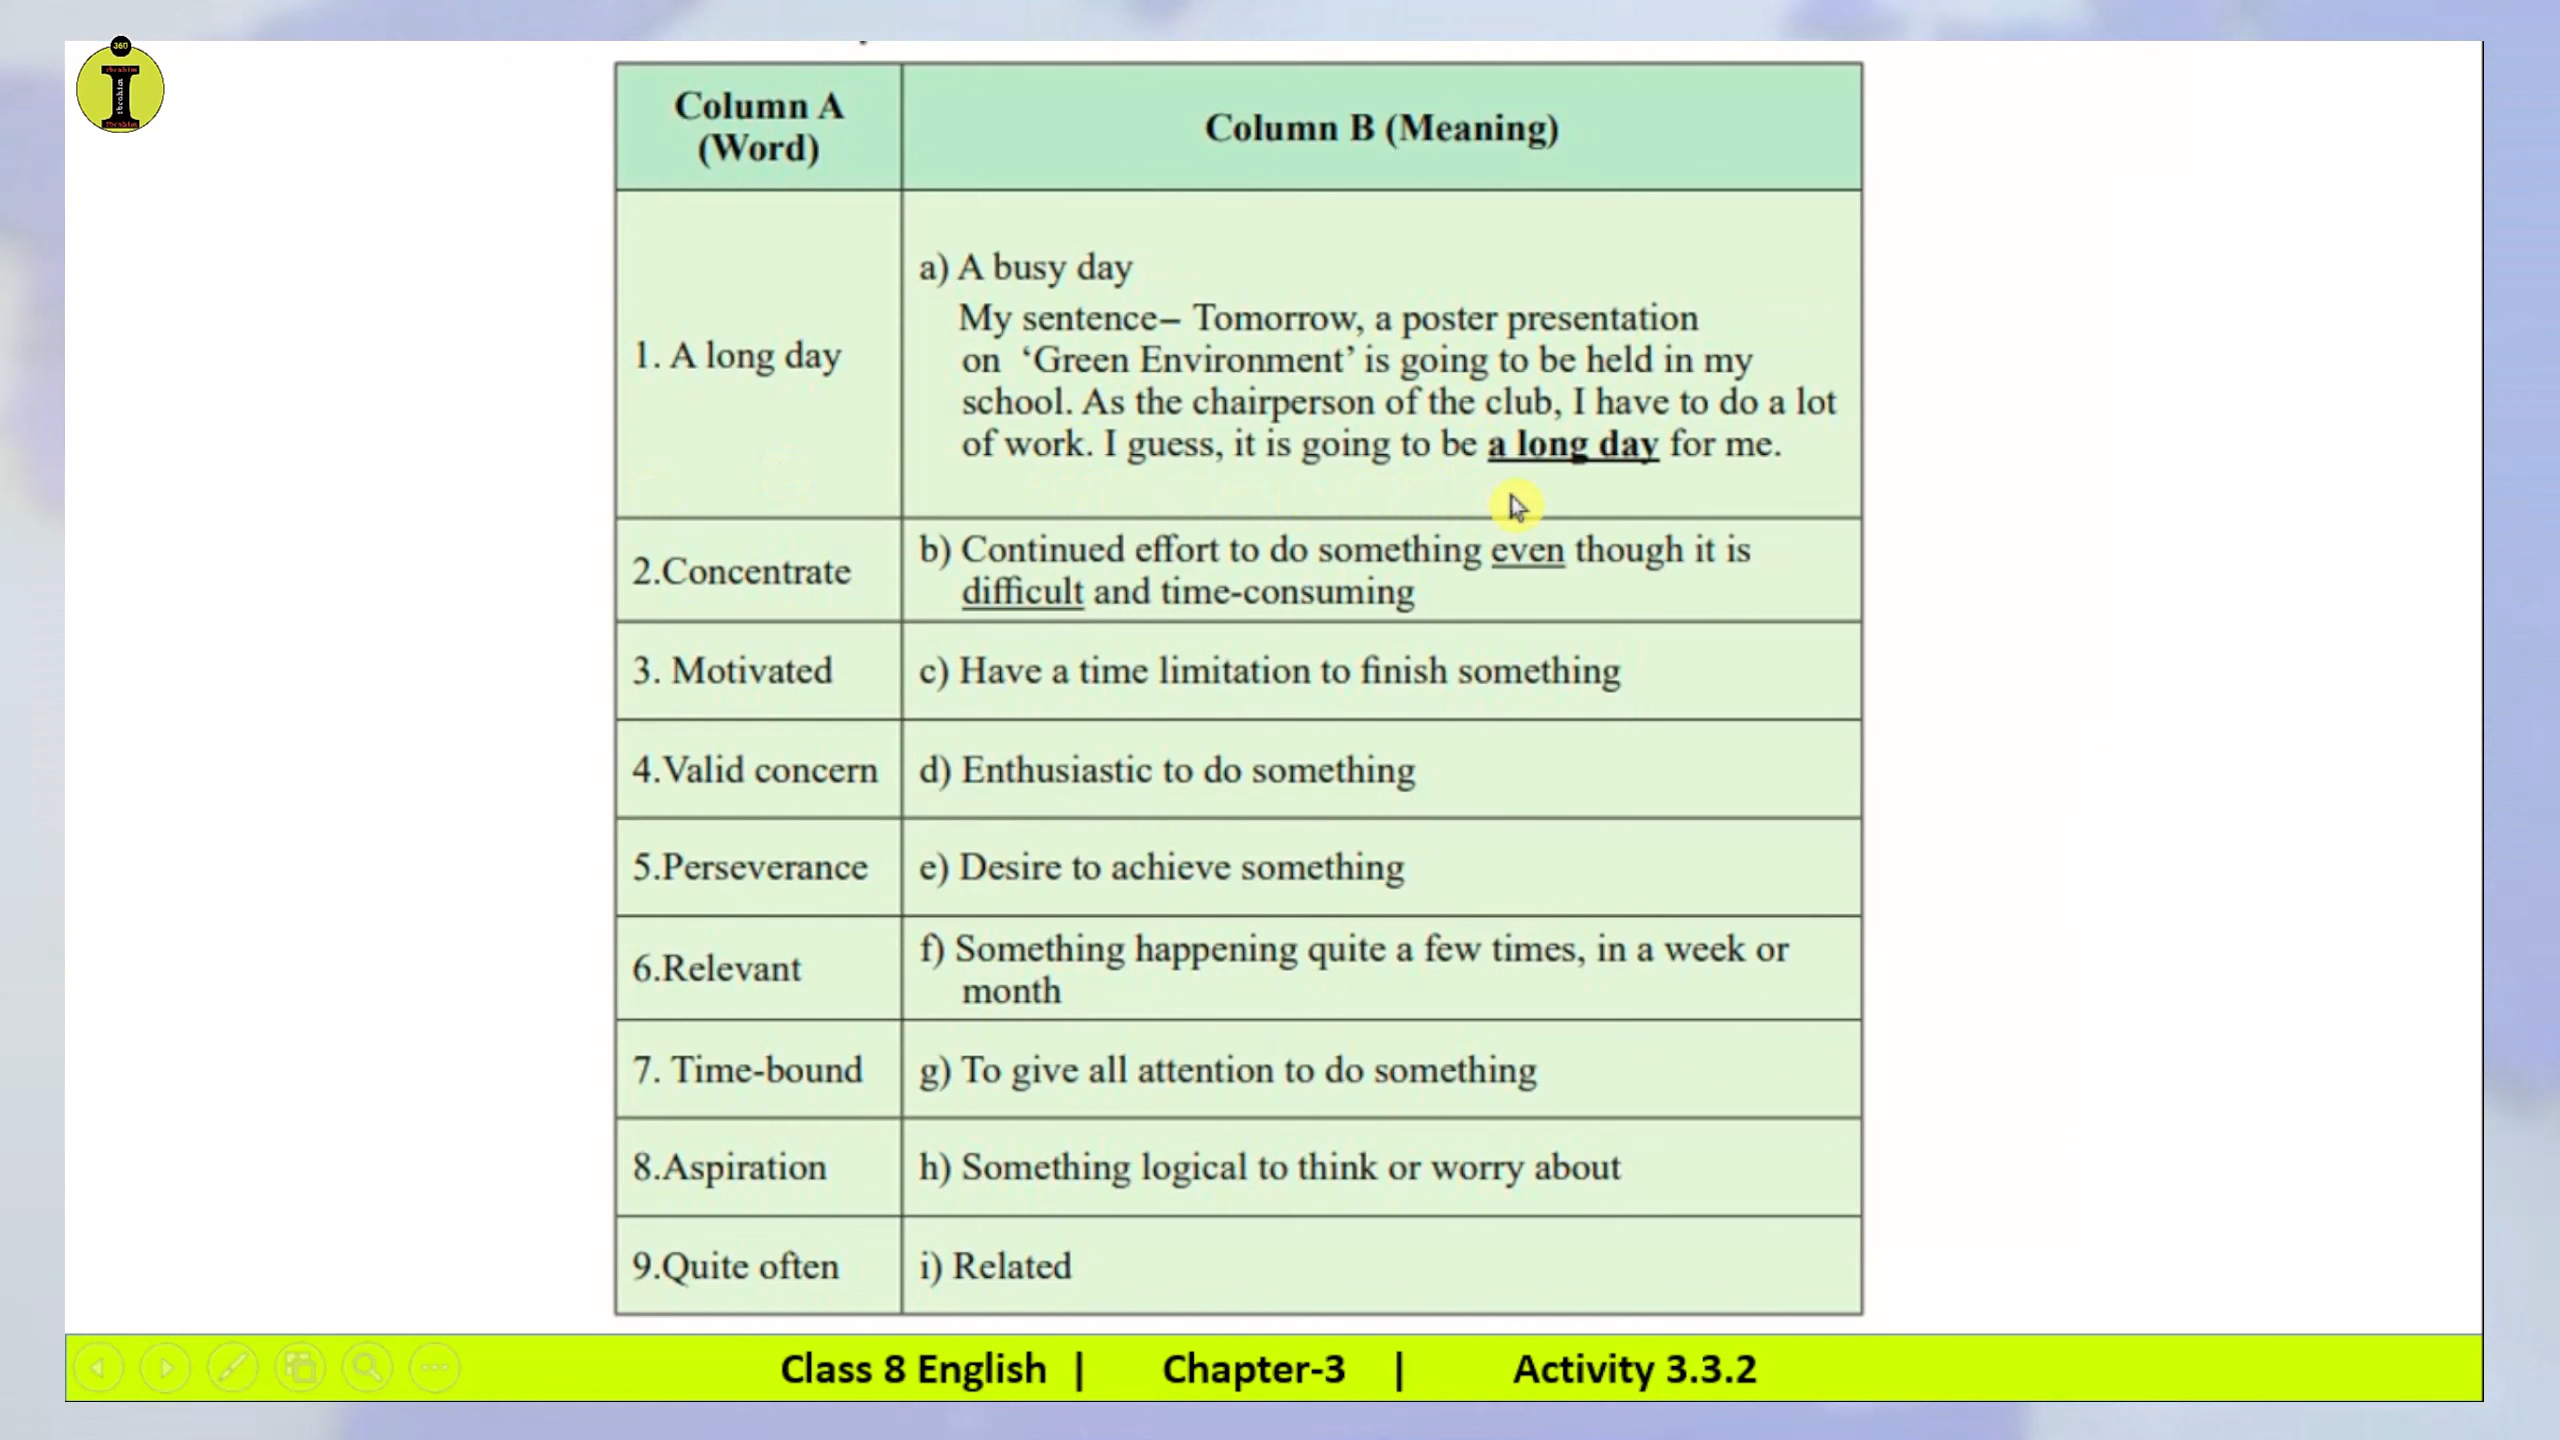 360
Ibrahim
Ibrahim
Ibrahim
Column A
(Word)
Column B (Meaning)
1. A long day
a) A busy day
My sentence– Tomorrow, a poster presentation
on ‘Green Environment’ is going to be held in my
school. As the chairperson of the club, I have to do a lot
of work. I guess, it is going to be a long day for me.
2.Concentrate
b) Continued effort to do something even though it is
difficult and time-consuming
3. Motivated
c) Have a time limitation to finish something
4.Valid concern
d) Enthusiastic to do something
5.Perseverance
e) Desire to achieve something
6.Relevant
f) Something happening quite a few times, in a week or
month
7. Time-bound
g) To give all attention to do something
8.Aspiration
h) Something logical to think or worry about
9.Quite often
i) Related
Class 8 English | Chapter-3 | Activity 3.3.2